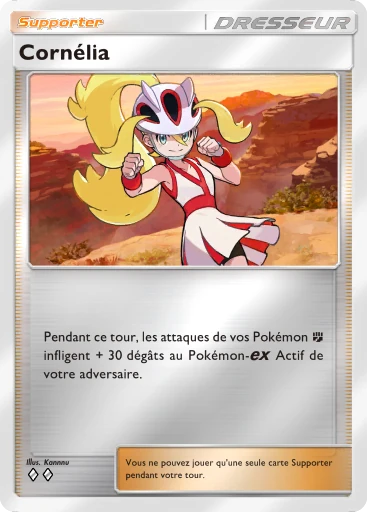 Supporter
DRESSEUR
Cornélia
Pendant ce tour, les attaques de vos Pokémon
infligent + 30 dégâts au Pokémon-ex Actif de
votre adversaire.
Illus. Kannnu
Vous ne pouvez jouer qu'une seule carte Supporter
pendant votre tour.